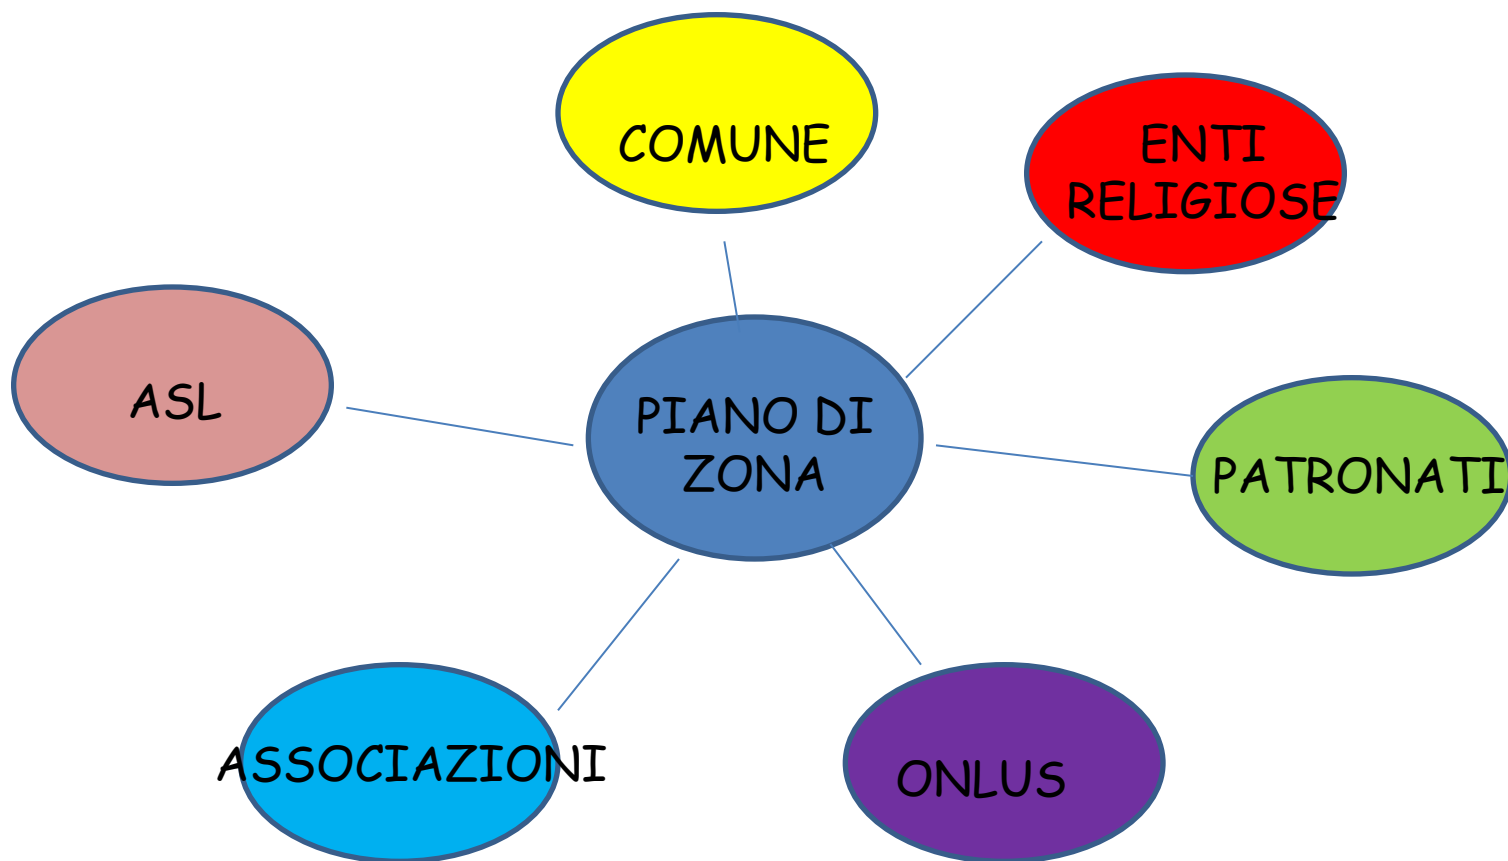 COMUNE
ENTI
RELIGIOSE
ASL
PIANO DI
ZONA
PATRONATI
ASSOCIAZIONI
ONLUS